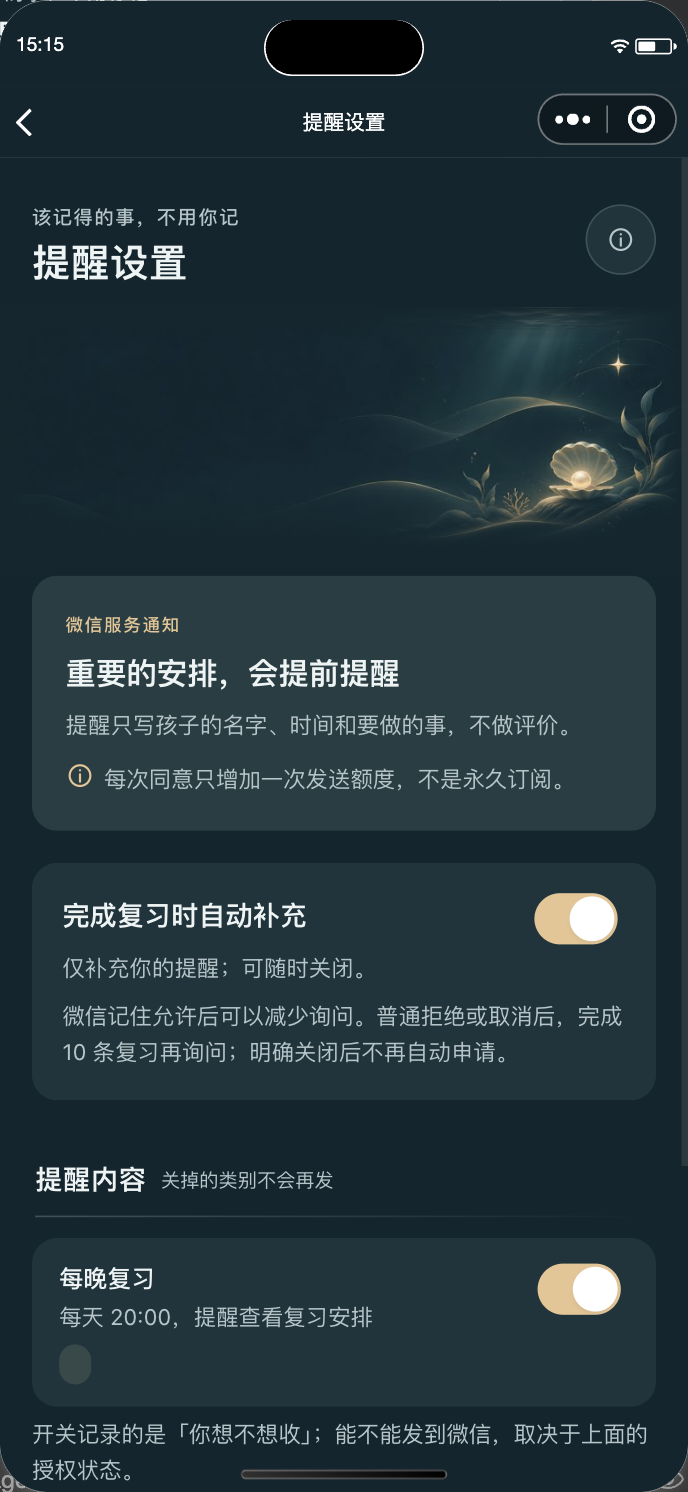 15:15
提醒设置
该记得的事，不用你记
提醒设置
微信服务通知
重要的安排，会提前提醒
提醒只写孩子的名字、时间和要做的事，不做评价。
每次同意只增加一次发送额度，不是永久订阅。
完成复习时自动补充
仅补充你的提醒；可随时关闭。
微信记住允许后可以减少询问。普通拒绝或取消后，完成
10 条复习再询问；明确关闭后不再自动申请。
提醒内容 关掉的类别不会再发
每晚复习
每天 20:00，提醒查看复习安排
开关记录的是「你想不想收」；能不能发到微信，取决于上面的
授权状态。